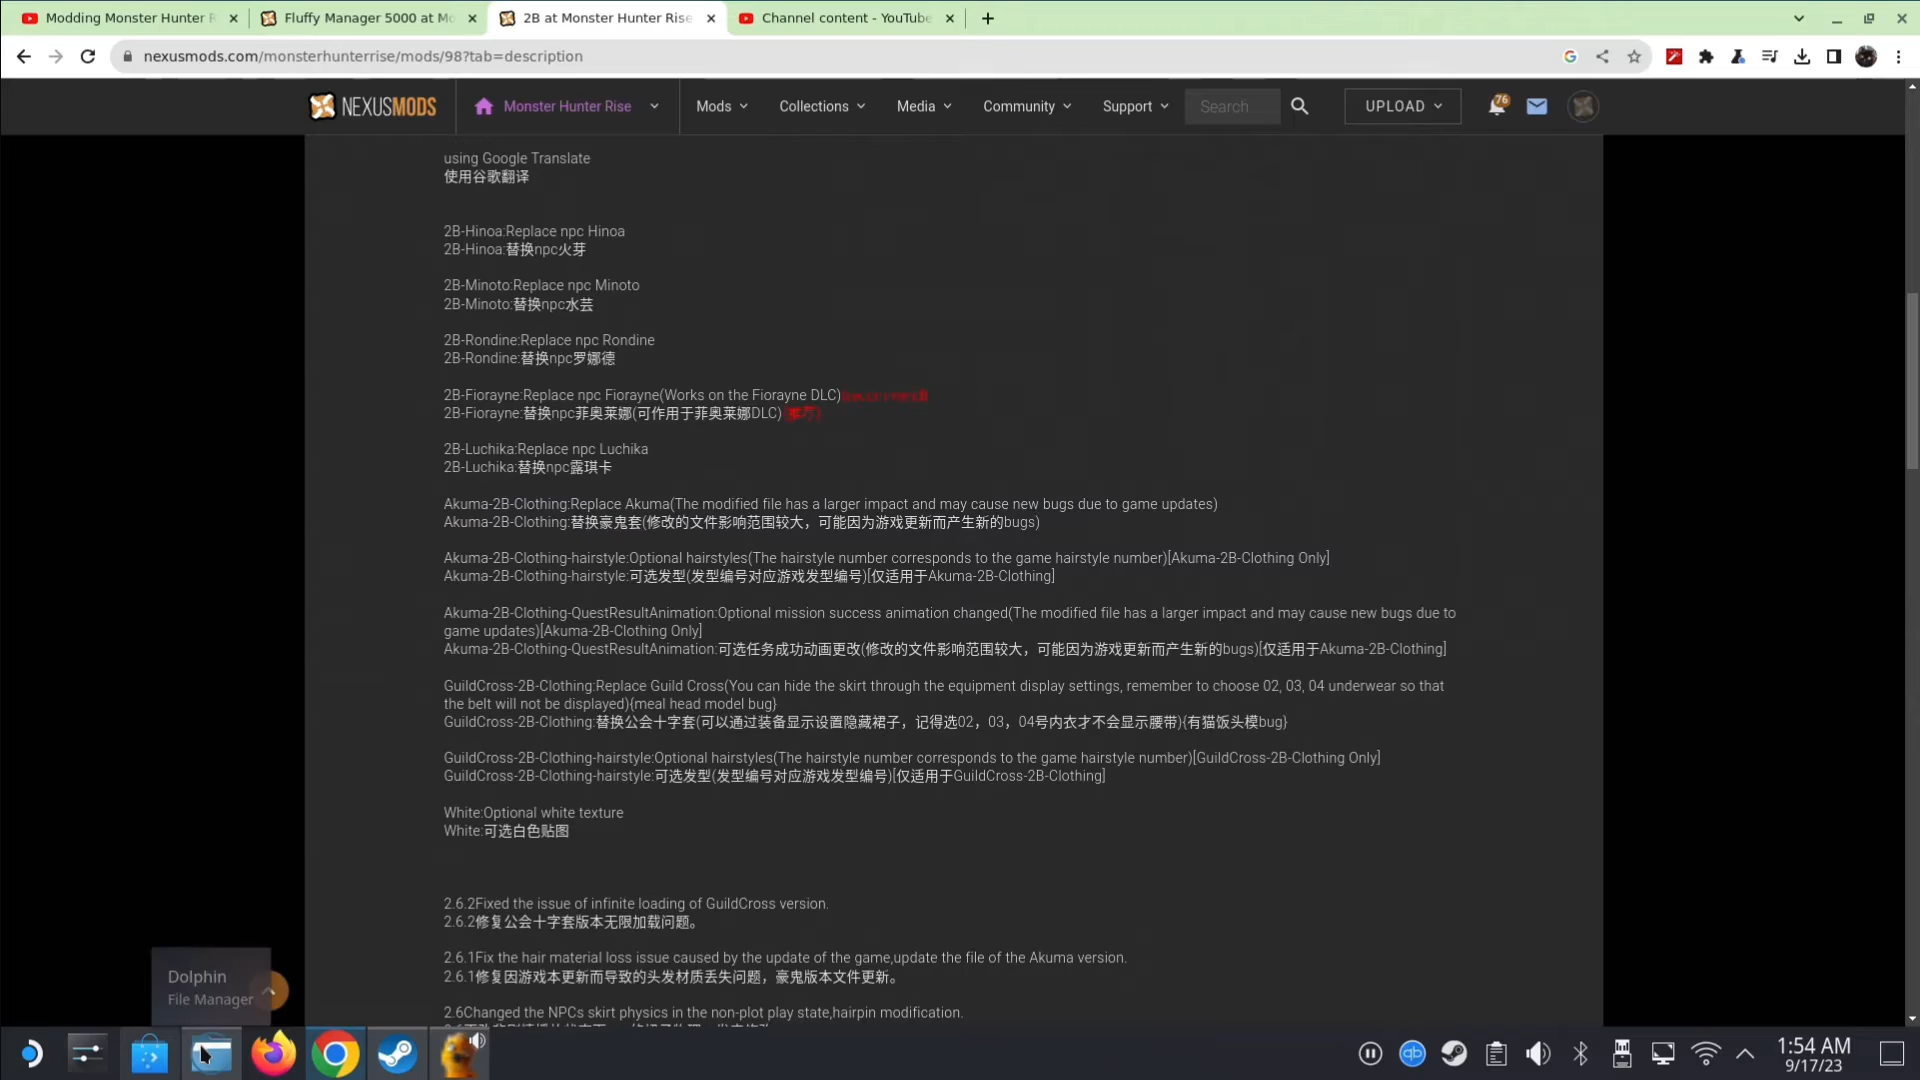 Modding Monster Hunter R
Fluffy Manager 5000 at Mo
2B at Monster Hunter Rise
Channel content - YouTube
nexusmods.com/monsterhunterrise/mods/98?tab=description
NEXUSMODS
Monster Hunter Rise
Mods
Collections
Media
Community
Support
Search
UPLOAD
76
using Google Translate
使用谷歌翻译
2B-Hinoa:Replace npc Hinoa
2B-Hinoa:替换npc火芽
2B-Minoto:Replace npc Minoto
2B-Minoto:替换npc水芸
2B-Rondine:Replace npc Rondine
2B-Rondine:替换npc罗娜德
2B-Fiorayne:Replace npc Fiorayne(Works on the Fiorayne DLC)
2B-Fiorayne:替换npc菲奥莱娜(可作用于菲奥莱娜DLC)
2B-Luchika:Replace npc Luchika
2B-Luchika:替换npc露琪卡
Akuma-2B-Clothing:Replace Akuma(The modified file has a larger impact and may cause new bugs due to game updates)
Akuma-2B-Clothing:替换豪鬼套(修改的文件影响范围较大，可能因为游戏更新而产生新的bugs)
Akuma-2B-Clothing-hairstyle:Optional hairstyles(The hairstyle number corresponds to the game hairstyle number)[Akuma-2B-Clothing Only]
Akuma-2B-Clothing-hairstyle:可选发型(发型编号对应游戏发型编号)[仅适用于Akuma-2B-Clothing]
Akuma-2B-Clothing-QuestResultAnimation:Optional mission success animation changed(The modified file has a larger impact and may cause new bugs due to
game updates)[Akuma-2B-Clothing Only]
Akuma-2B-Clothing-QuestResultAnimation:可选任务成功动画更改(修改的文件影响范围较大，可能因为游戏更新而产生新的bugs)[仅适用于Akuma-2B-Clothing]
GuildCross-2B-Clothing:Replace Guild Cross(You can hide the skirt through the equipment display settings, remember to choose 02, 03, 04 underwear so that
the belt will not be displayed){meal head model bug}
GuildCross-2B-Clothing:替换公会十字套(可以通过装备显示设置隐藏裙子，记得选02，03，04号内衣才不会显示腰带){有猫饭头模bug}
GuildCross-2B-Clothing-hairstyle:Optional hairstyles(The hairstyle number corresponds to the game hairstyle number)[GuildCross-2B-Clothing Only]
GuildCross-2B-Clothing-hairstyle:可选发型(发型编号对应游戏发型编号)[仅适用于GuildCross-2B-Clothing]
White:Optional white texture
White:可选白色贴图
2.6.2Fixed the issue of infinite loading of GuildCross version.
2.6.2修复公会十字套版本无限加载问题。
2.6.1Fix the hair material loss issue caused by the update of the game,update the file of the Akuma version.
2.6.1修复因游戏本更新而导致的头发材质丢失问题，豪鬼版本文件更新。
2.6Changed the NPCs skirt physics in the non-plot play state,hairpin modification.
Dolphin
File Manager
1:54 AM
9/17/23